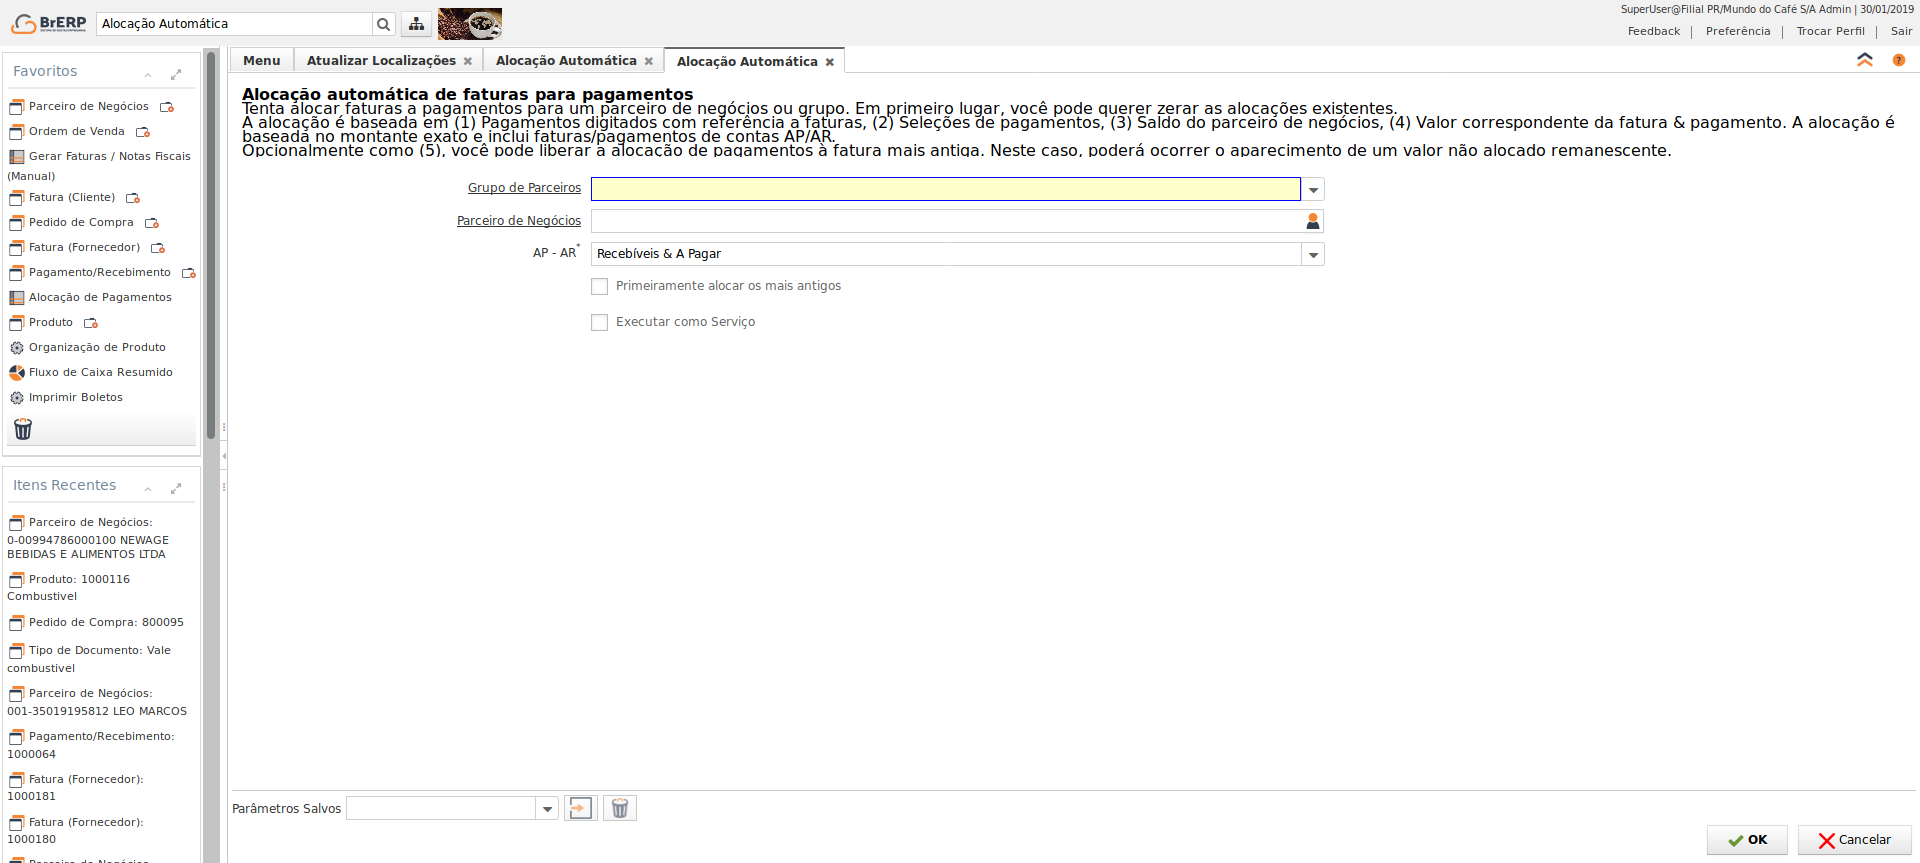 BrERP
Alocação Automática
SuperUser@Filial PR/Mundo do Café S/A Admin | 30/01/2019
Feedback | Preferência | Trocar Perfil | Sair
Favoritos
Parceiro de Negócios
Ordem de Venda
Gerar Faturas / Notas Fiscais
(Manual)
Fatura (Cliente)
Pedido de Compra
Fatura (Fornecedor)
Pagamento/Recebimento
Alocação de Pagamentos
Produto
Organização de Produto
Fluxo de Caixa Resumido
Imprimir Boletos
Itens Recentes
Parceiro de Negócios:
0-00994786000100 NEWAGE
BEBIDAS E ALIMENTOS LTDA
Produto: 1000116
Combustivel
Pedido de Compra: 800095
Tipo de Documento: Vale
combustivel
Parceiro de Negócios:
001-35019195812 LEO MARCOS
Pagamento/Recebimento:
1000064
Fatura (Fornecedor):
1000181
Fatura (Fornecedor):
1000180
Parceiro de Negócios
Menu
Atualizar Localizações
Alocação Automática
Alocação Automática
Alocação automática de faturas para pagamentos
Tenta alocar faturas a pagamentos para um parceiro de negócios ou grupo. Em primeiro lugar, você pode querer zerar as alocações existentes.
A alocação é baseada em (1) Pagamentos digitados com referência a faturas, (2) Seleções de pagamentos, (3) Saldo do parceiro de negócios, (4) Valor correspondente da fatura & pagamento. A alocação é
baseada no montante exato e inclui faturas/pagamentos de contas AP/AR.
Opcionalmente como (5), você pode liberar a alocação de pagamentos à fatura mais antiga. Neste caso, poderá ocorrer o aparecimento de um valor não alocado remanescente.
Grupo de Parceiros
Parceiro de Negócios
AP - AR*
Recebíveis & A Pagar
Primeiramente alocar os mais antigos
Executar como Serviço
Parâmetros Salvos
OK
Cancelar